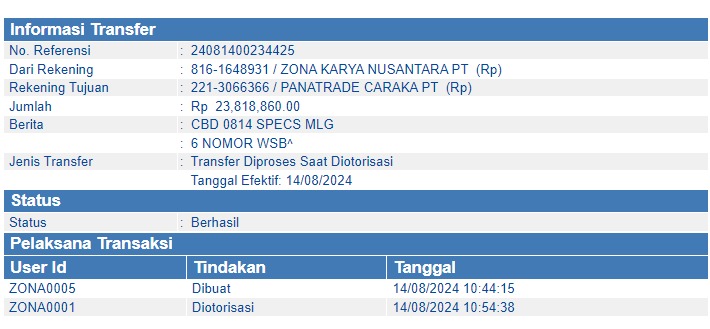 Informasi Transfer
No. Referensi : 24081400234425
Dari Rekening : 816-1648931 / ZONA KARYA NUSANTARA PT (Rp)
Rekening Tujuan : 221-3066366 / PANATRADE CARAKA PT (Rp)
Jumlah : Rp 23,818,860.00
Berita : CBD 0814 SPECS MLG
: 6 NOMOR WSB^
Jenis Transfer : Transfer Diproses Saat Diotorisasi
Tanggal Efektif: 14/08/2024
Status
Status : Berhasil
Pelaksana Transaksi
User Id Tindakan Tanggal
ZONA0005 Dibuat 14/08/2024 10:44:15
ZONA0001 Diotorisasi 14/08/2024 10:54:38